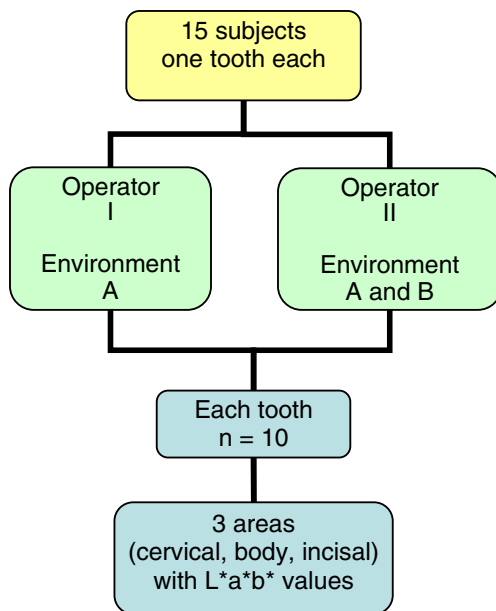 15 subjects
one tooth each
Operator
I
Environment
A
Operator
II
Environment
A and B
Each tooth
n = 10
3 areas
(cervical, body, incisal)
with L*a*b* values